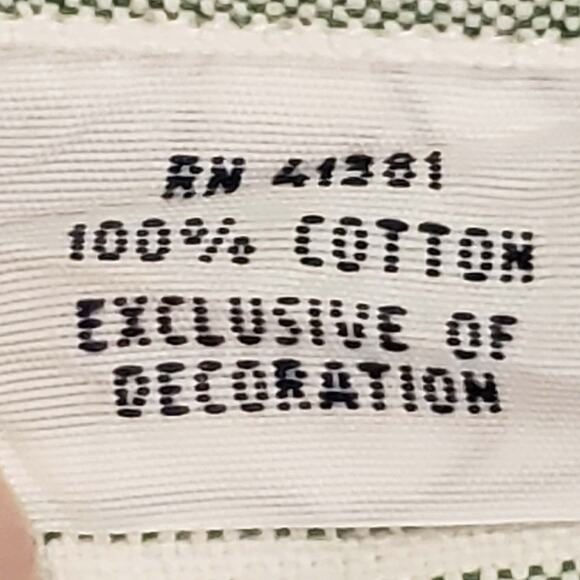 RN 41381
100% COTTON
EXCLUSIVE OF
DECORATION